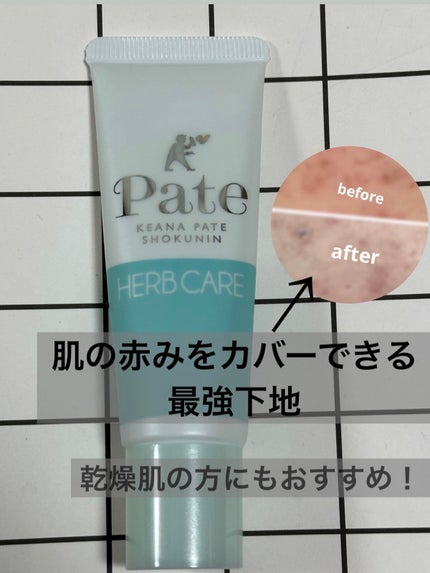 Pate
KEANA PATE
SHOKUNIN
HERB CARE
before
after
肌の赤みをカバーできる
最強下地
乾燥肌の方にもおすすめ！